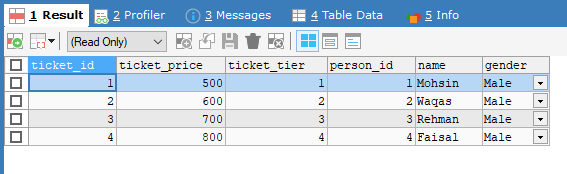 1 Result 2 Profiler 3 Messages 4 Table Data 5 Info
(Read Only)
ticket_id ticket_price ticket_tier person_id name gender
1 500 1 1 Mohsin Male
2 600 2 2 Waqas Male
3 700 3 3 Rehman Male
4 800 4 4 Faisal Male